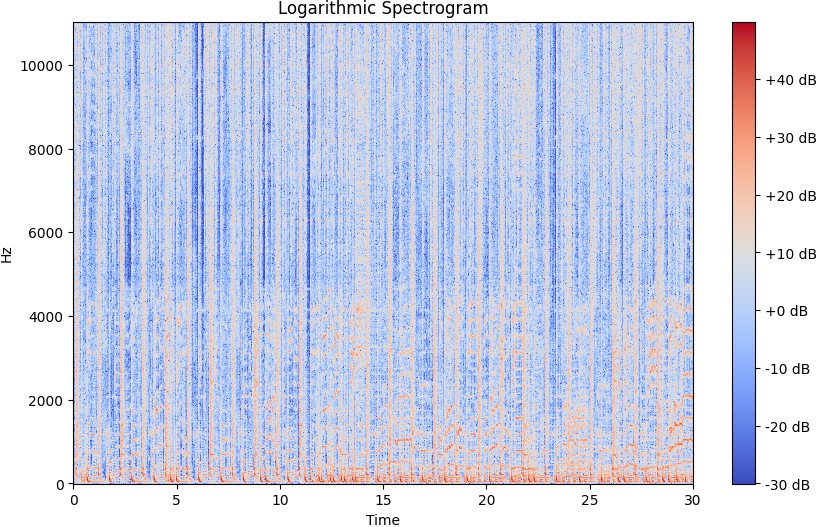 Logarithmic Spectrogram
Hz
10000
8000
6000
4000
2000
0
0 5 10 15 20 25 30
Time
+40 dB
+30 dB
+20 dB
+10 dB
+0 dB
-10 dB
-20 dB
-30 dB